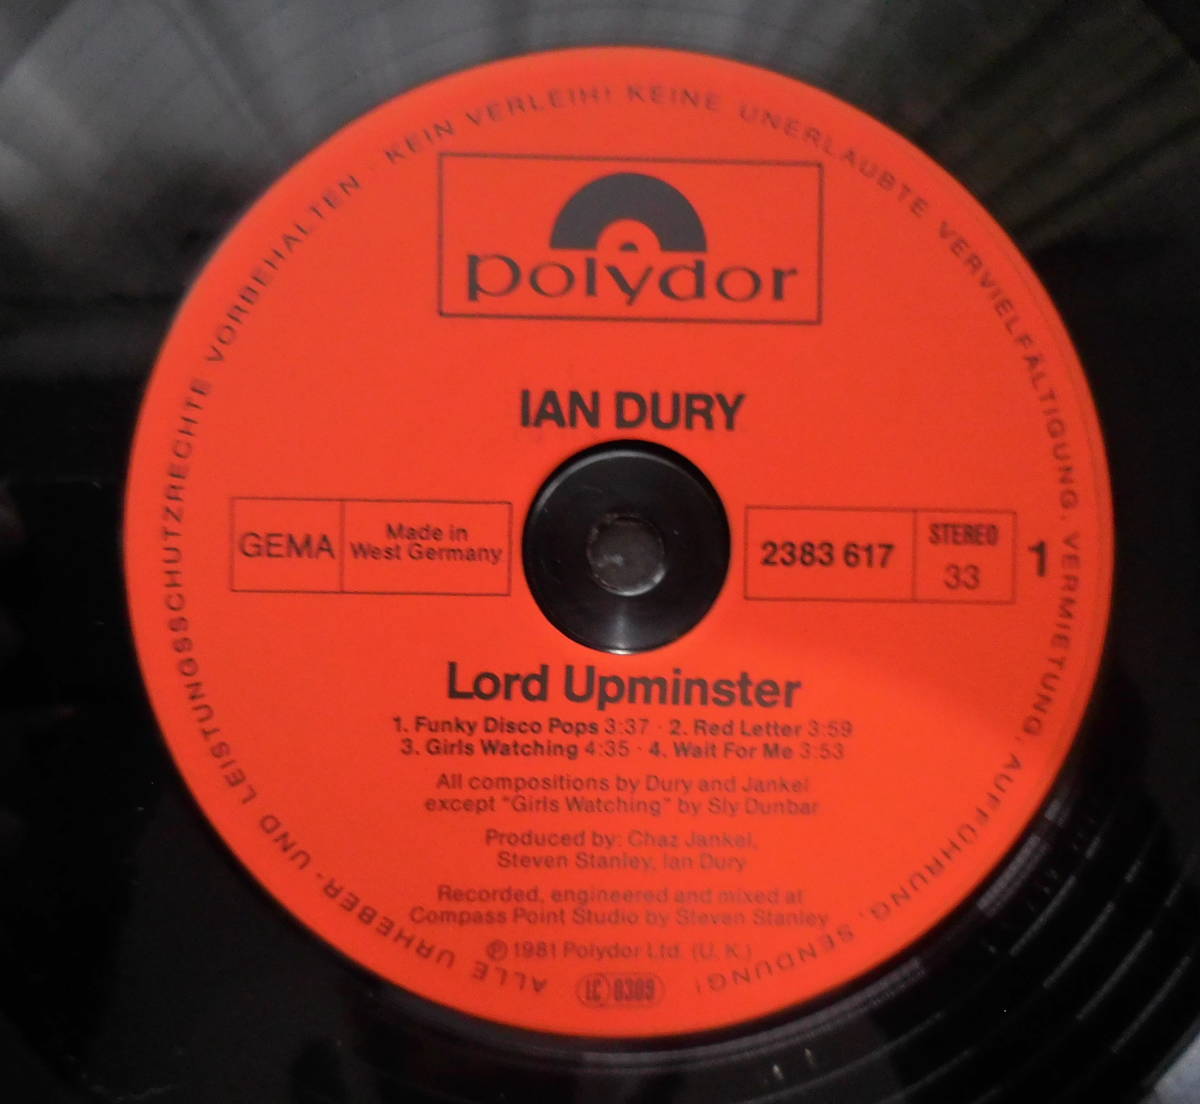 ALLE URHEBER- UND LEISTUNGSSCHUTZRECHTE VORBEHALTEN · KEIN VERLEIH! KEINE UNERLAUBTE VERVIELFÄLTIGUNG, VERMIETUNG, AUFFÜHRUNG, SENDUNG!
polydor
IAN DURY
GEMA
Made in
West Germany
2383 617
STEREO
33
1
Lord Upminster
1. Funky Disco Pops 3:37 · 2. Red Letter 3:59
3. Girls Watching 4:35 · 4. Wait For Me 3:53
All compositions by Dury and Jankel
except "Girls Watching" by Sly Dunbar
Produced by: Chaz Jankel,
Steven Stanley, Ian Dury
Recorded, engineered and mixed at
Compass Point Studio by Stevan Stanley
℗ 1981 Polydor Ltd. (U. K.)
LC 0309